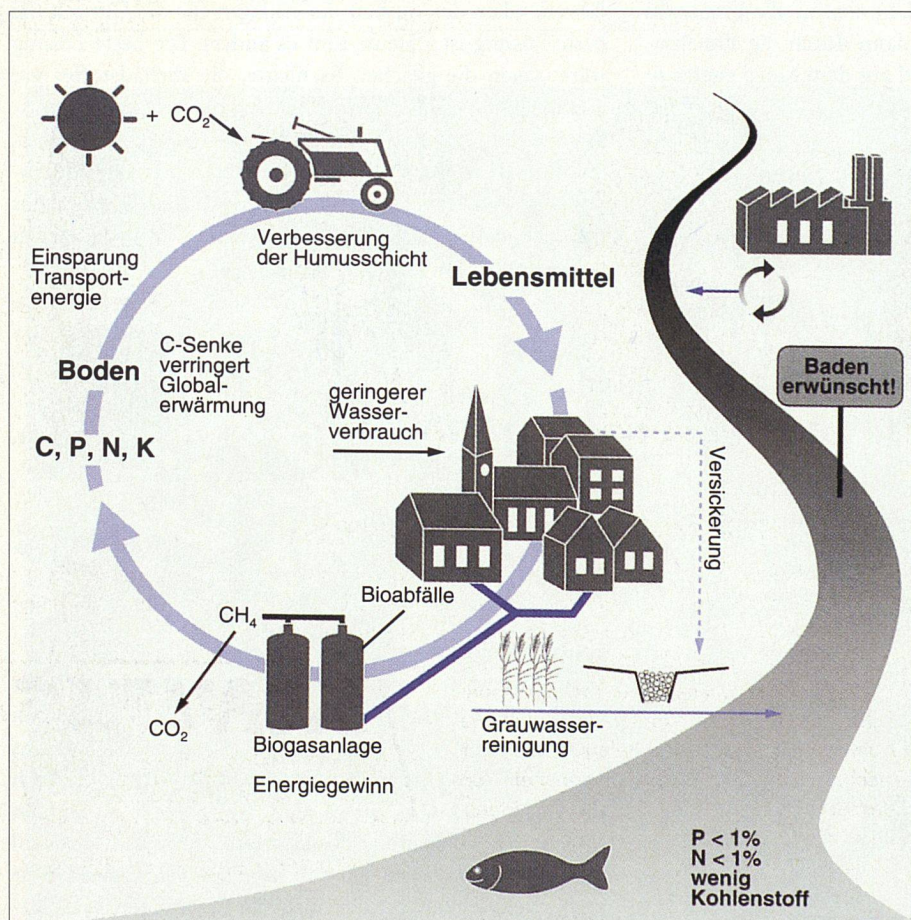 + CO₂
Verbesserung
der Humusschicht
Einsparung
Transport-
energie
Lebensmittel
Boden
C, P, N, K
C-Senke
verringert
Global-
erwärmung
geringerer
Wasser-
verbrauch
Baden
erwünscht!
Versickerung
Bioabfälle
CH₄
CO₂
Biogasanlage
Energiegewinn
Grauwasser-
reinigung
P < 1%
N < 1%
wenig
Kohlenstoff